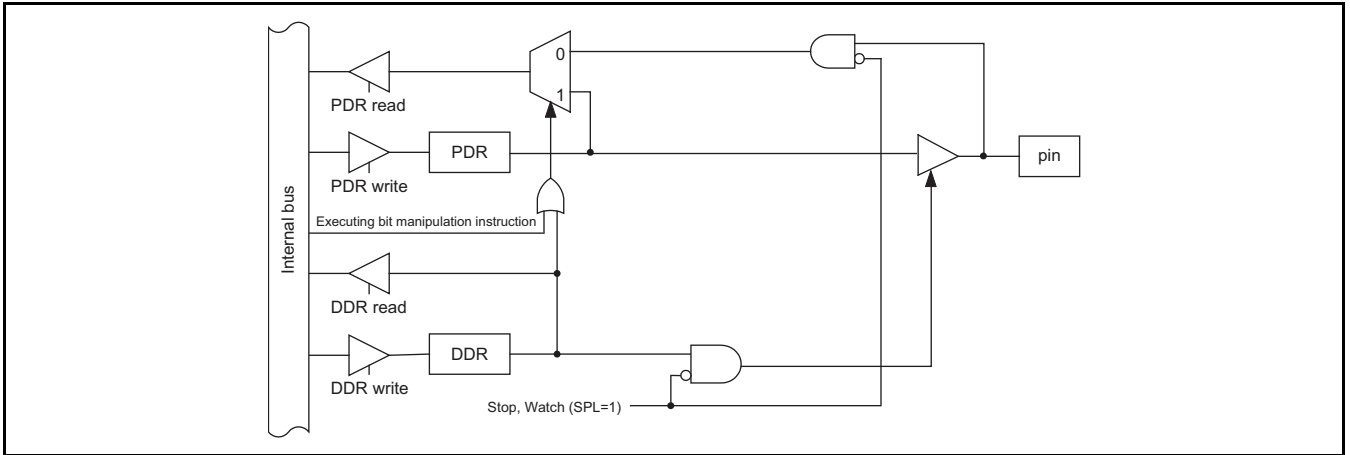 0
PDR read
1
PDR
pin
PDR write
Executing bit manipulation instruction
Internal bus
DDR read
DDR
DDR write
Stop, Watch (SPL=1)